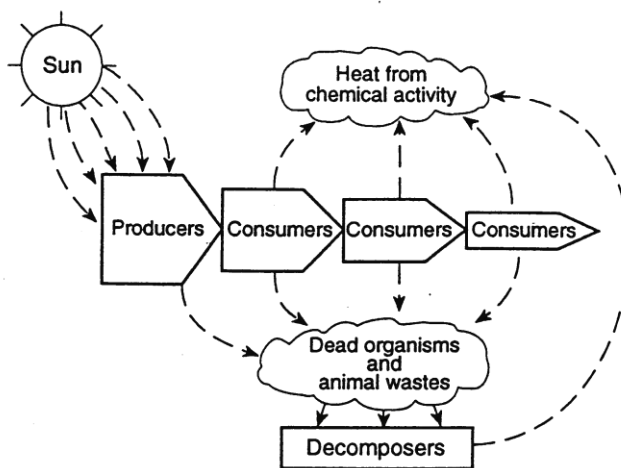 Sun
Heat from
chemical activity
Producers
Consumers
Consumers
Consumers
Dead organisms
and
animal wastes
Decomposers